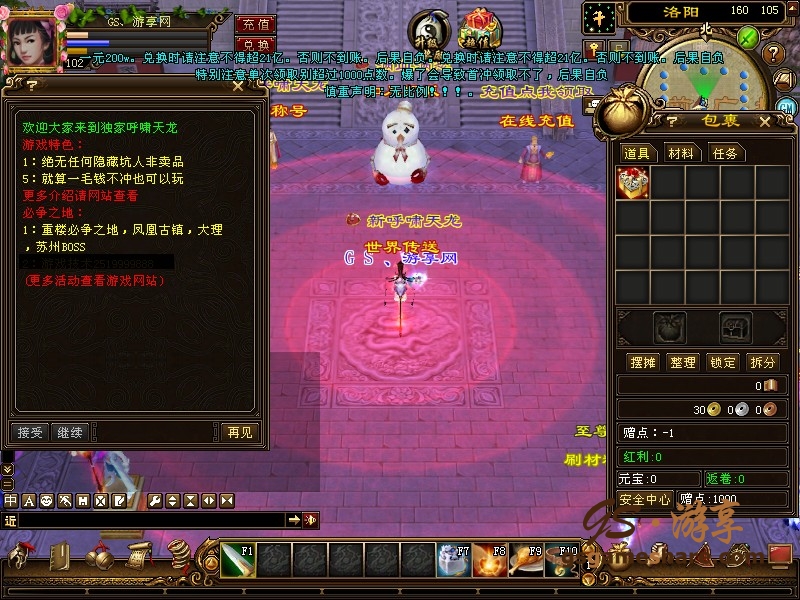 GS、游享网
102
充值
兑换
一元200w。兑换时请注意不得超21亿。否则不到账。后果自负。兑换时请注意不得超21亿。否则不到账。后果自负
特别注意单次领取别超过1000点数。爆了会导致首冲领取不了，后果自负
慎重声明：无比例！！！。
充值点我领取
称号
在线充值
洛阳 160 105
北
欢迎大家来到独家呼啸天龙
游戏特色：
1：绝无任何隐藏坑人非卖品
5：就算一毛钱不冲也可以玩
更多介绍请网站查看
必争之地：
1：重楼必争之地，凤凰古镇，大理
，苏州BOSS
(更多活动查看游戏网站)
接受 继续 再见
新呼啸天龙
世界传送
GS、游享网
至尊
刷材
包裹
道具 材料 任务
摆摊 整理 锁定 拆分
0
30 0 0
赠点：-1
红利:0
元宝:0 返卷:0
安全中心 赠点:1000
GS·游享
近
F1 F7 F8 F9 F10
1